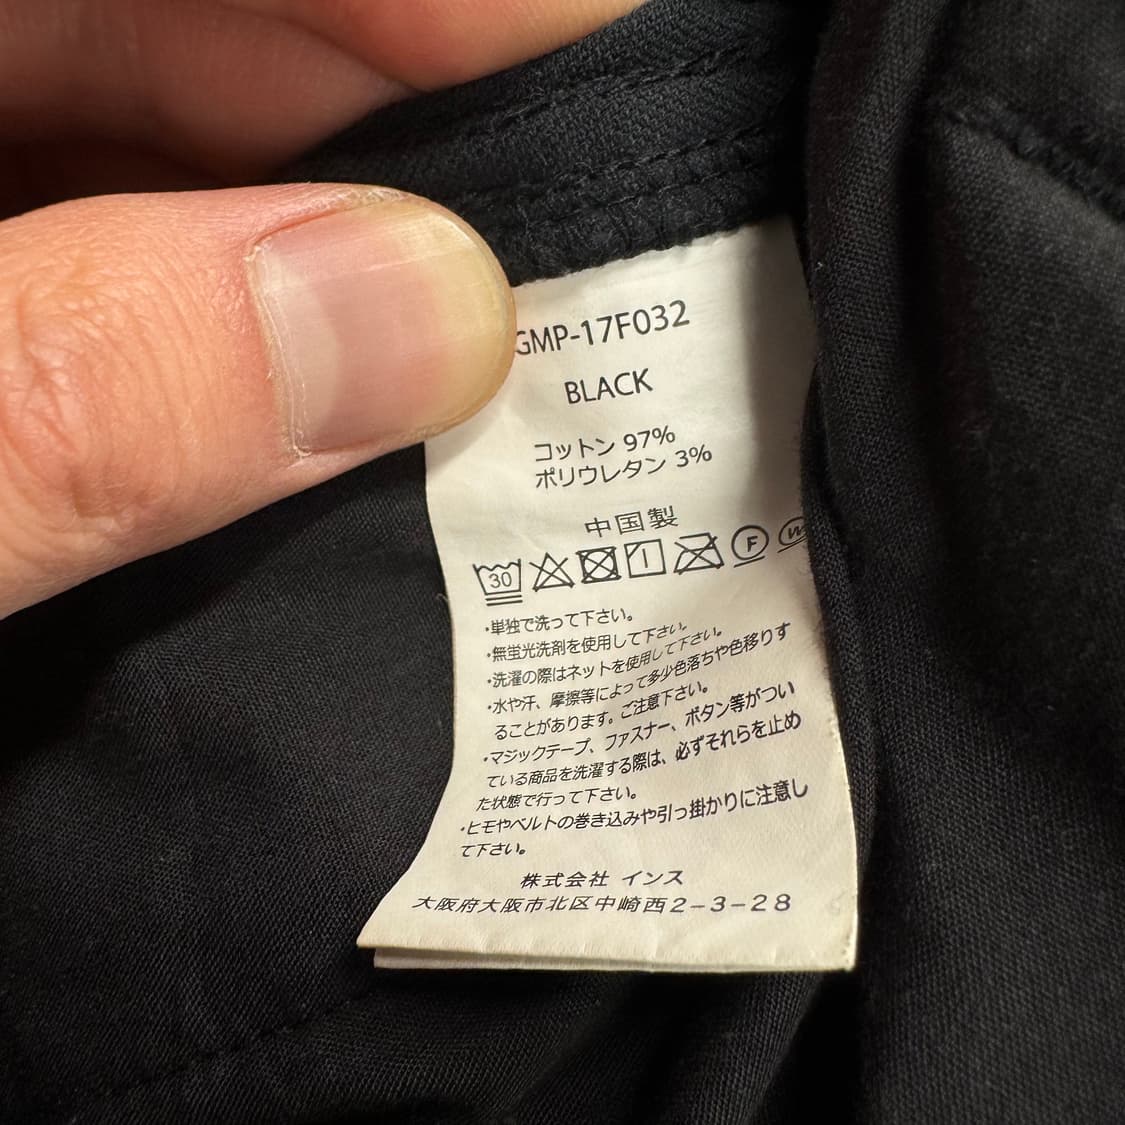 GMP-17F032
BLACK
コットン 97%
ポリウレタン 3%
中国製
30 F W
・単独で洗って下さい。
・無蛍光洗剤を使用して下さい。
・洗濯の際はネットを使用して下さい。
・水や汗、摩擦等によって多少色落ちや色移りす
ることがあります。ご注意下さい。
・マジックテープ、ファスナー、ボタン等がつい
ている商品を洗濯する際は、必ずそれらを止め
た状態で行って下さい。
・ヒモやベルトの巻き込みや引っ掛かりに注意し
て下さい。
株式会社 インス
大阪府大阪市北区中崎西2-3-28